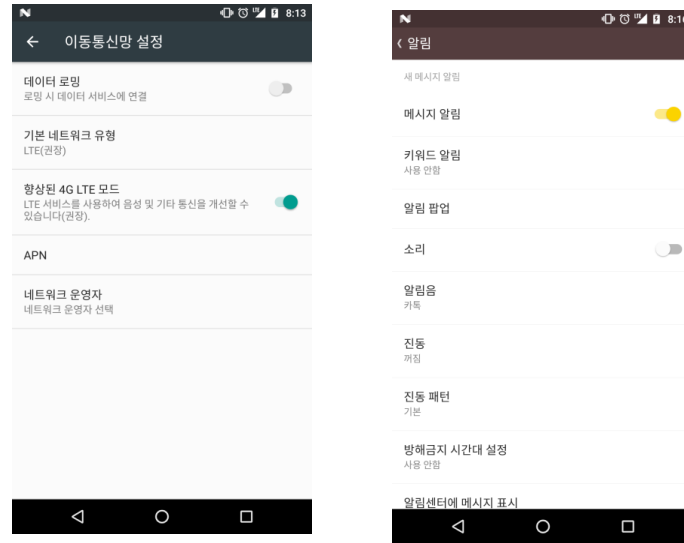 LTE 8:13
이동통신망 설정
데이터 로밍
로밍 시 데이터 서비스에 연결
기본 네트워크 유형
LTE(권장)
향상된 4G LTE 모드
LTE 서비스를 사용하여 음성 및 기타 통신을 개선할 수
있습니다(권장).
APN
네트워크 운영자
네트워크 운영자 선택
LTE 8:16
알림
새 메시지 알림
메시지 알림
키워드 알림
사용 안함
알림 팝업
소리
알림음
카톡
진동
꺼짐
진동 패턴
기본
방해금지 시간대 설정
사용 안함
알림센터에 메시지 표시